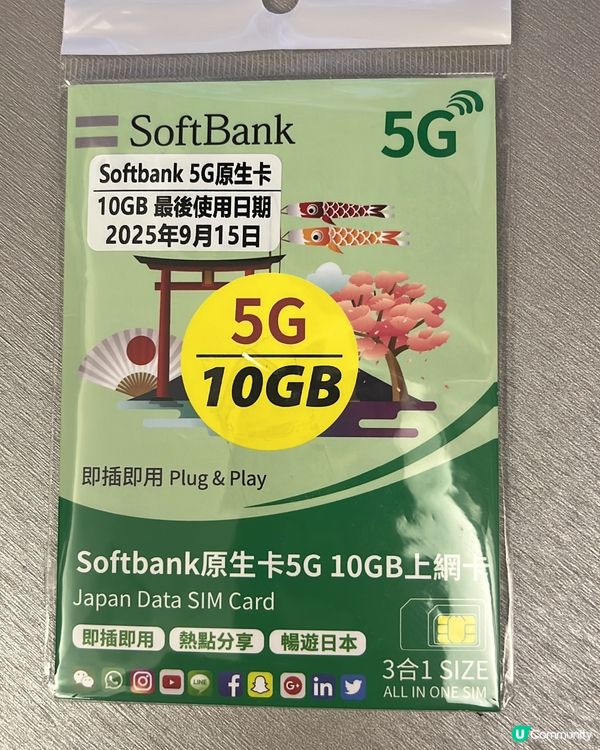 SoftBank
5G
Softbank 5G原生卡
10GB 最後使用日期
2025年9月15日
5G
10GB
即插即用 Plug & Play
Softbank原生卡5G 10GB上網卡
Japan Data SIM Card
即插即用 熱點分享 暢遊日本
3合1 SIZE
ALL IN ONE SIM
LINE
U Community